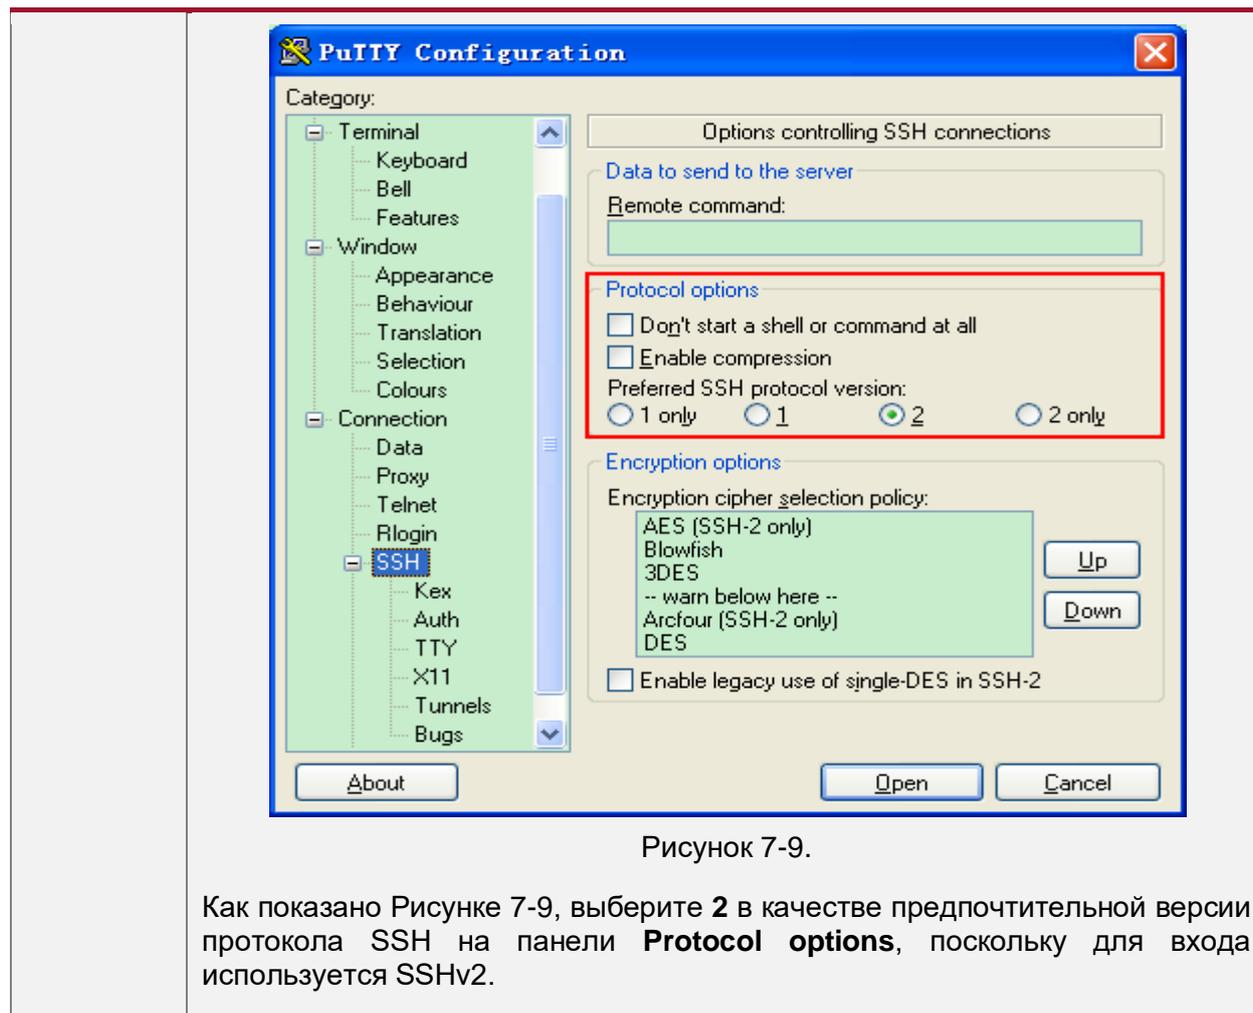 PuTTY Configuration
Category:
Terminal
Keyboard
Bell
Features
Window
Appearance
Behaviour
Translation
Selection
Colours
Connection
Data
Proxy
Telnet
Rlogin
SSH
Kex
Auth
TTY
X11
Tunnels
Bugs
Options controlling SSH connections
Data to send to the server
Remote command:
Protocol options
Don't start a shell or command at all
Enable compression
Preferred SSH protocol version:
1 only 1 2 2 only
Encryption options
Encryption cipher selection policy:
AES (SSH-2 only)
Blowfish
3DES
-- warn below here --
Arcfour (SSH-2 only)
DES
Up
Down
Enable legacy use of single-DES in SSH-2
About Open Cancel
Рисунок 7-9.
Как показано Рисунке 7-9, выберите 2 в качестве предпочтительной версии
протокола SSH на панели Protocol options, поскольку для входа
используется SSHv2.